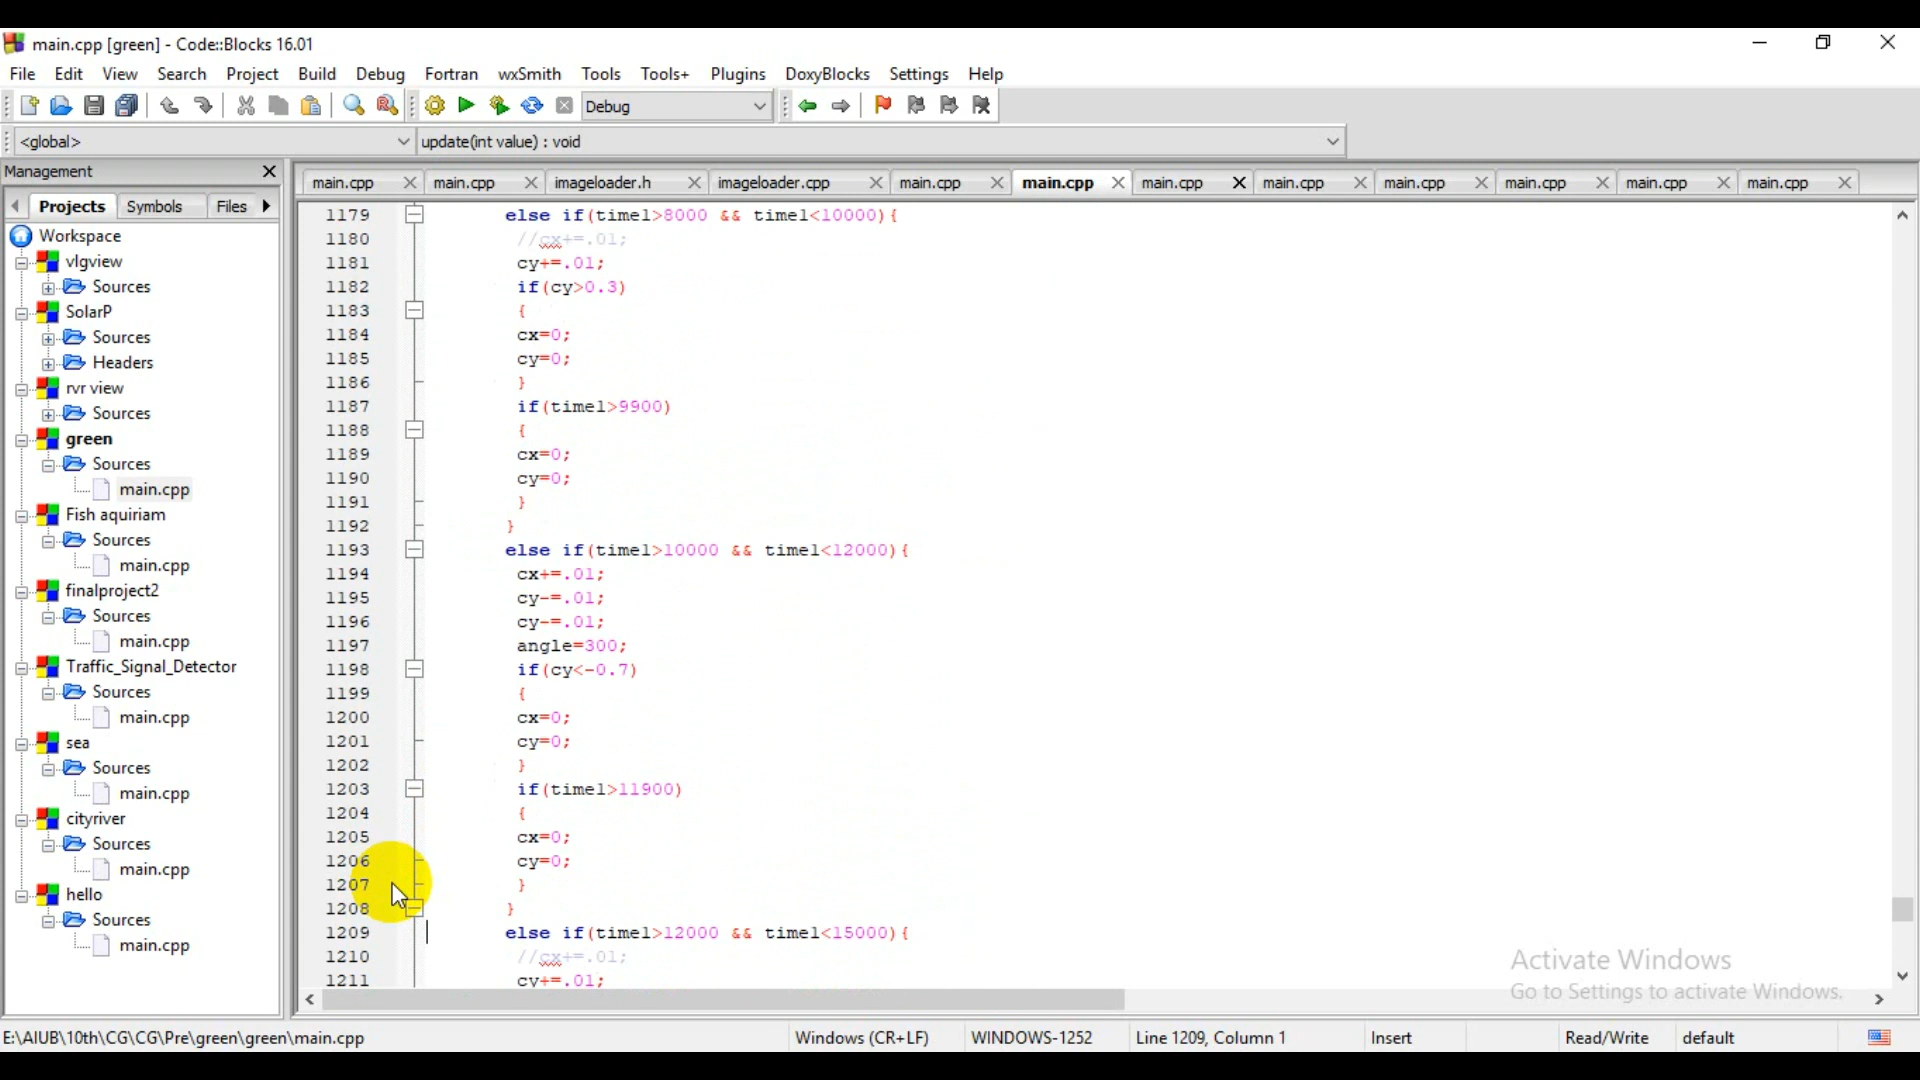 main.cpp [green] - Code::Blocks 16.01
File Edit View Search Project Build Debug Fortran wxSmith Tools Tools+ Plugins DoxyBlocks Settings Help
Debug
<global> update(int value) : void
Management
main.cpp main.cpp imageloader.h imageloader.cpp main.cpp main.cpp main.cpp main.cpp main.cpp main.cpp main.cpp main.cpp
Projects Symbols Files
Workspace
vlgview
Sources
SolarP
Sources
Headers
rvr view
Sources
green
Sources
main.cpp
Fish aquiriam
Sources
main.cpp
finalproject2
Sources
main.cpp
Traffic_Signal_Detector
Sources
main.cpp
sea
Sources
main.cpp
cityriver
Sources
main.cpp
hello
Sources
main.cpp
1179 else if(time1>8000 && time1<10000){
1180 //cx+=.01;
1181 cy+=.01;
1182 if(cy>0.3)
1183 {
1184 cx=0;
1185 cy=0;
1186 }
1187 if(time1>9900)
1188 {
1189 cx=0;
1190 cy=0;
1191 }
1192 }
1193 else if(time1>10000 && time1<12000){
1194 cx+=.01;
1195 cy-=.01;
1196 cy-=.01;
1197 angle=300;
1198 if(cy<-0.7)
1199 {
1200 cx=0;
1201 cy=0;
1202 }
1203 if(time1>11900)
1204 {
1205 cx=0;
1206 cy=0;
1207 }
1208 }
1209 else if(time1>12000 && time1<15000){
1210 //cx+=.01;
1211 cy+=.01;
Activate Windows
Go to Settings to activate Windows.
E:\AIUB\10th\CG\CG\Pre\green\green\main.cpp Windows (CR+LF) WINDOWS-1252 Line 1209, Column 1 Insert Read/Write default